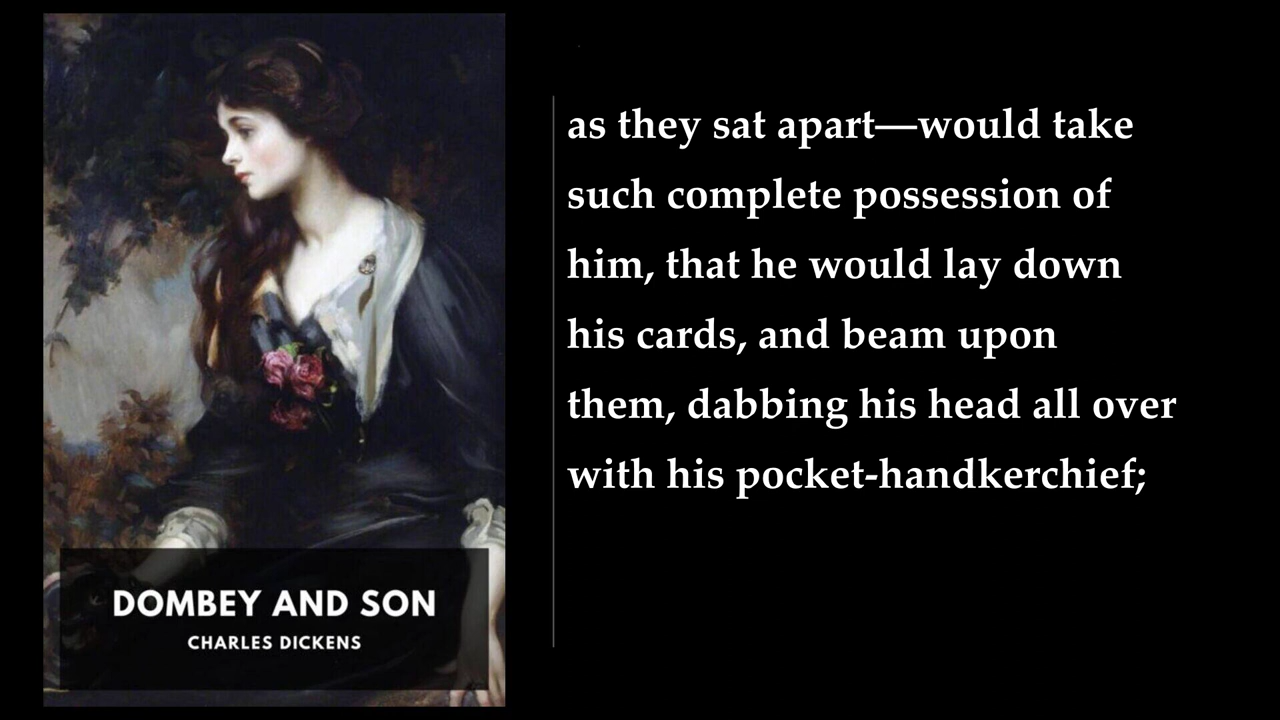 as they sat apart—would take
such complete possession of
him, that he would lay down
his cards, and beam upon
them, dabbing his head all over
with his pocket-handkerchief;
DOMBEY AND SON
CHARLES DICKENS